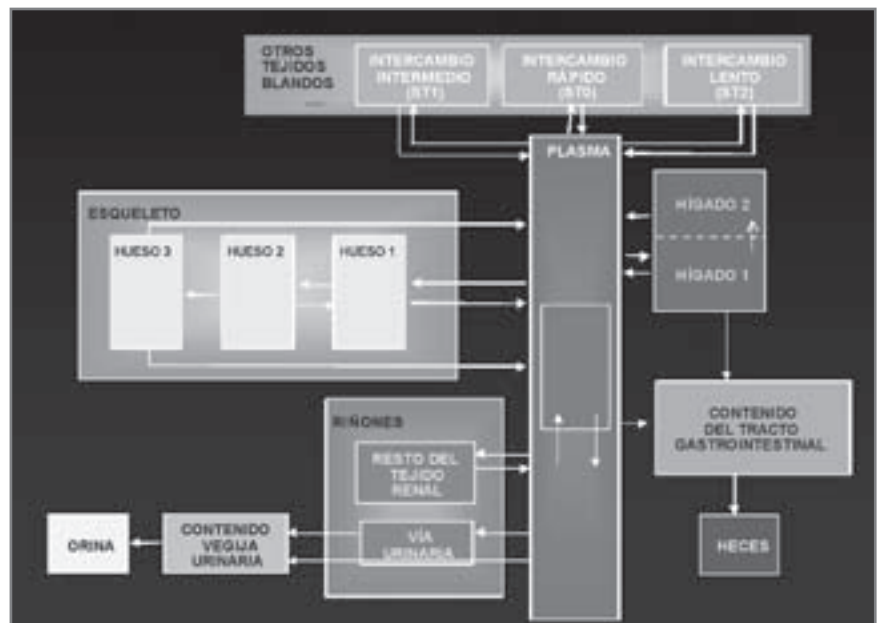 OTROS
TEJIDOS
BLANDOS
INTERCAMBIO
INTERMEDIO
(ST1)
INTERCAMBIO
RÁPIDO
(ST0)
INTERCAMBIO
LENTO
(ST2)
PLASMA
ESQUELETO
HUESO 3
HUESO 2
HUESO 1
HÍGADO 2
HÍGADO 1
RIÑONES
RESTO DEL
TEJIDO
RENAL
VÍA
URINARIA
CONTENIDO
VEGIJA
URINARIA
ORINA
CONTENIDO
DEL TRACTO
GASTROINTESTINAL
HECES